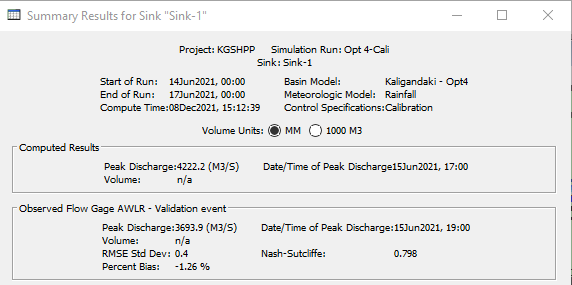 Summary Results for Sink "Sink-1"
Project: KGSHPP Simulation Run: Opt 4-Cali
Sink: Sink-1
Start of Run: 14Jun2021, 00:00 Basin Model: Kaligandaki - Opt4
End of Run: 17Jun2021, 00:00 Meteorologic Model: Rainfall
Compute Time:08Dec2021, 15:12:39 Control Specifications:Calibration
Volume Units: MM 1000 M3
Computed Results
Peak Discharge:4222.2 (M3/S) Date/Time of Peak Discharge15Jun2021, 17:00
Volume: n/a
Observed Flow Gage AWLR - Validation event
Peak Discharge:3693.9 (M3/S) Date/Time of Peak Discharge:15Jun2021, 19:00
Volume: n/a
RMSE Std Dev: 0.4 Nash-Sutcliffe: 0.798
Percent Bias: -1.26 %